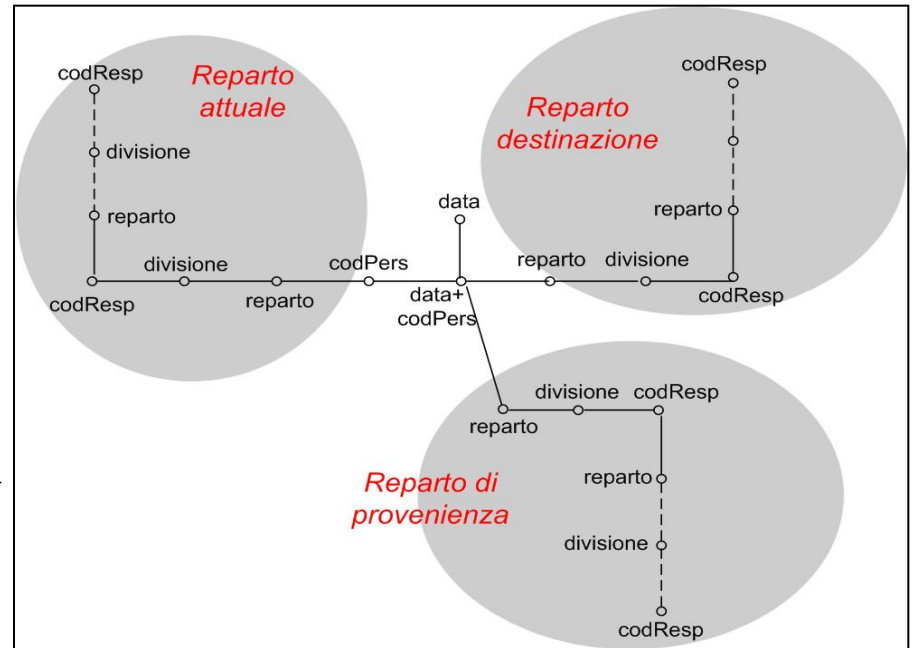 codResp
Reparto
attuale
divisione
reparto
divisione
codResp
reparto
codPers
data
data+
codPers
codResp
Reparto
destinazione
reparto
reparto
divisione
codResp
divisione
codResp
reparto
reparto
Reparto di
provenienza
divisione
codResp